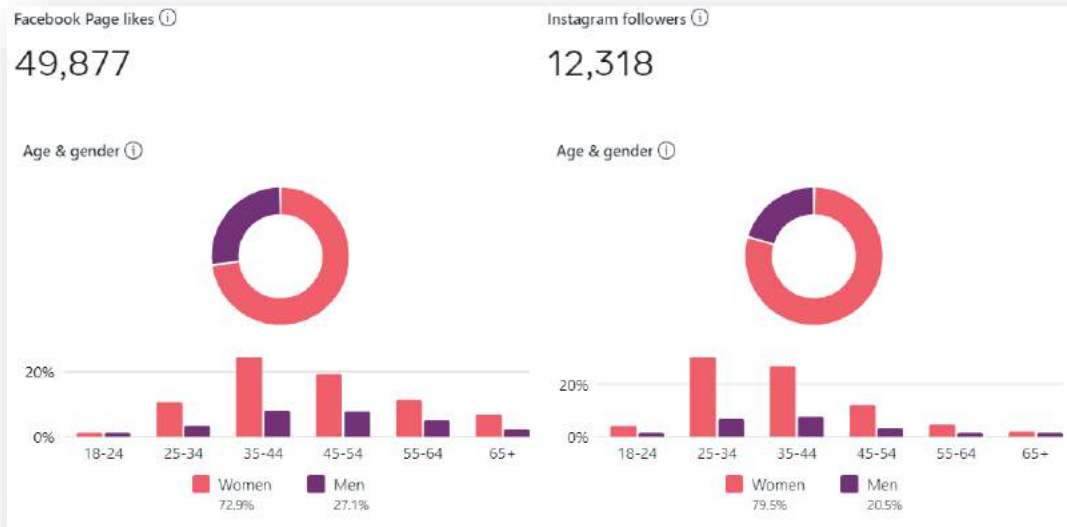 Facebook Page likes
49,877
Age & gender
20%
0%
18-24 25-34 35-44 45-54 55-64 65+
Women Men
72.9% 27.1%
Instagram followers
12,318
Age & gender
20%
0%
18-24 25-34 35-44 45-54 55-64 65+
Women Men
79.5% 20.5%